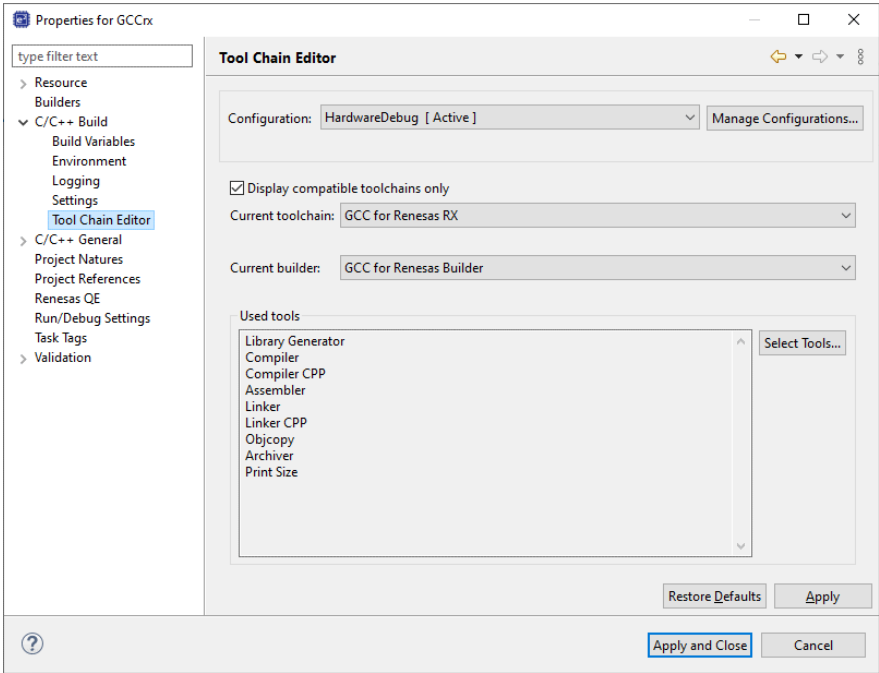 Properties for GCCrx
type filter text
Resource
Builders
C/C++ Build
Build Variables
Environment
Logging
Settings
Tool Chain Editor
C/C++ General
Project Natures
Project References
Renesas QE
Run/Debug Settings
Task Tags
Validation
Tool Chain Editor
Configuration: HardwareDebug [ Active ] Manage Configurations...
Display compatible toolchains only
Current toolchain: GCC for Renesas RX
Current builder: GCC for Renesas Builder
Used tools
Library Generator
Compiler
Compiler CPP
Assembler
Linker
Linker CPP
Objcopy
Archiver
Print Size
Select Tools...
Restore Defaults Apply
? Apply and Close Cancel